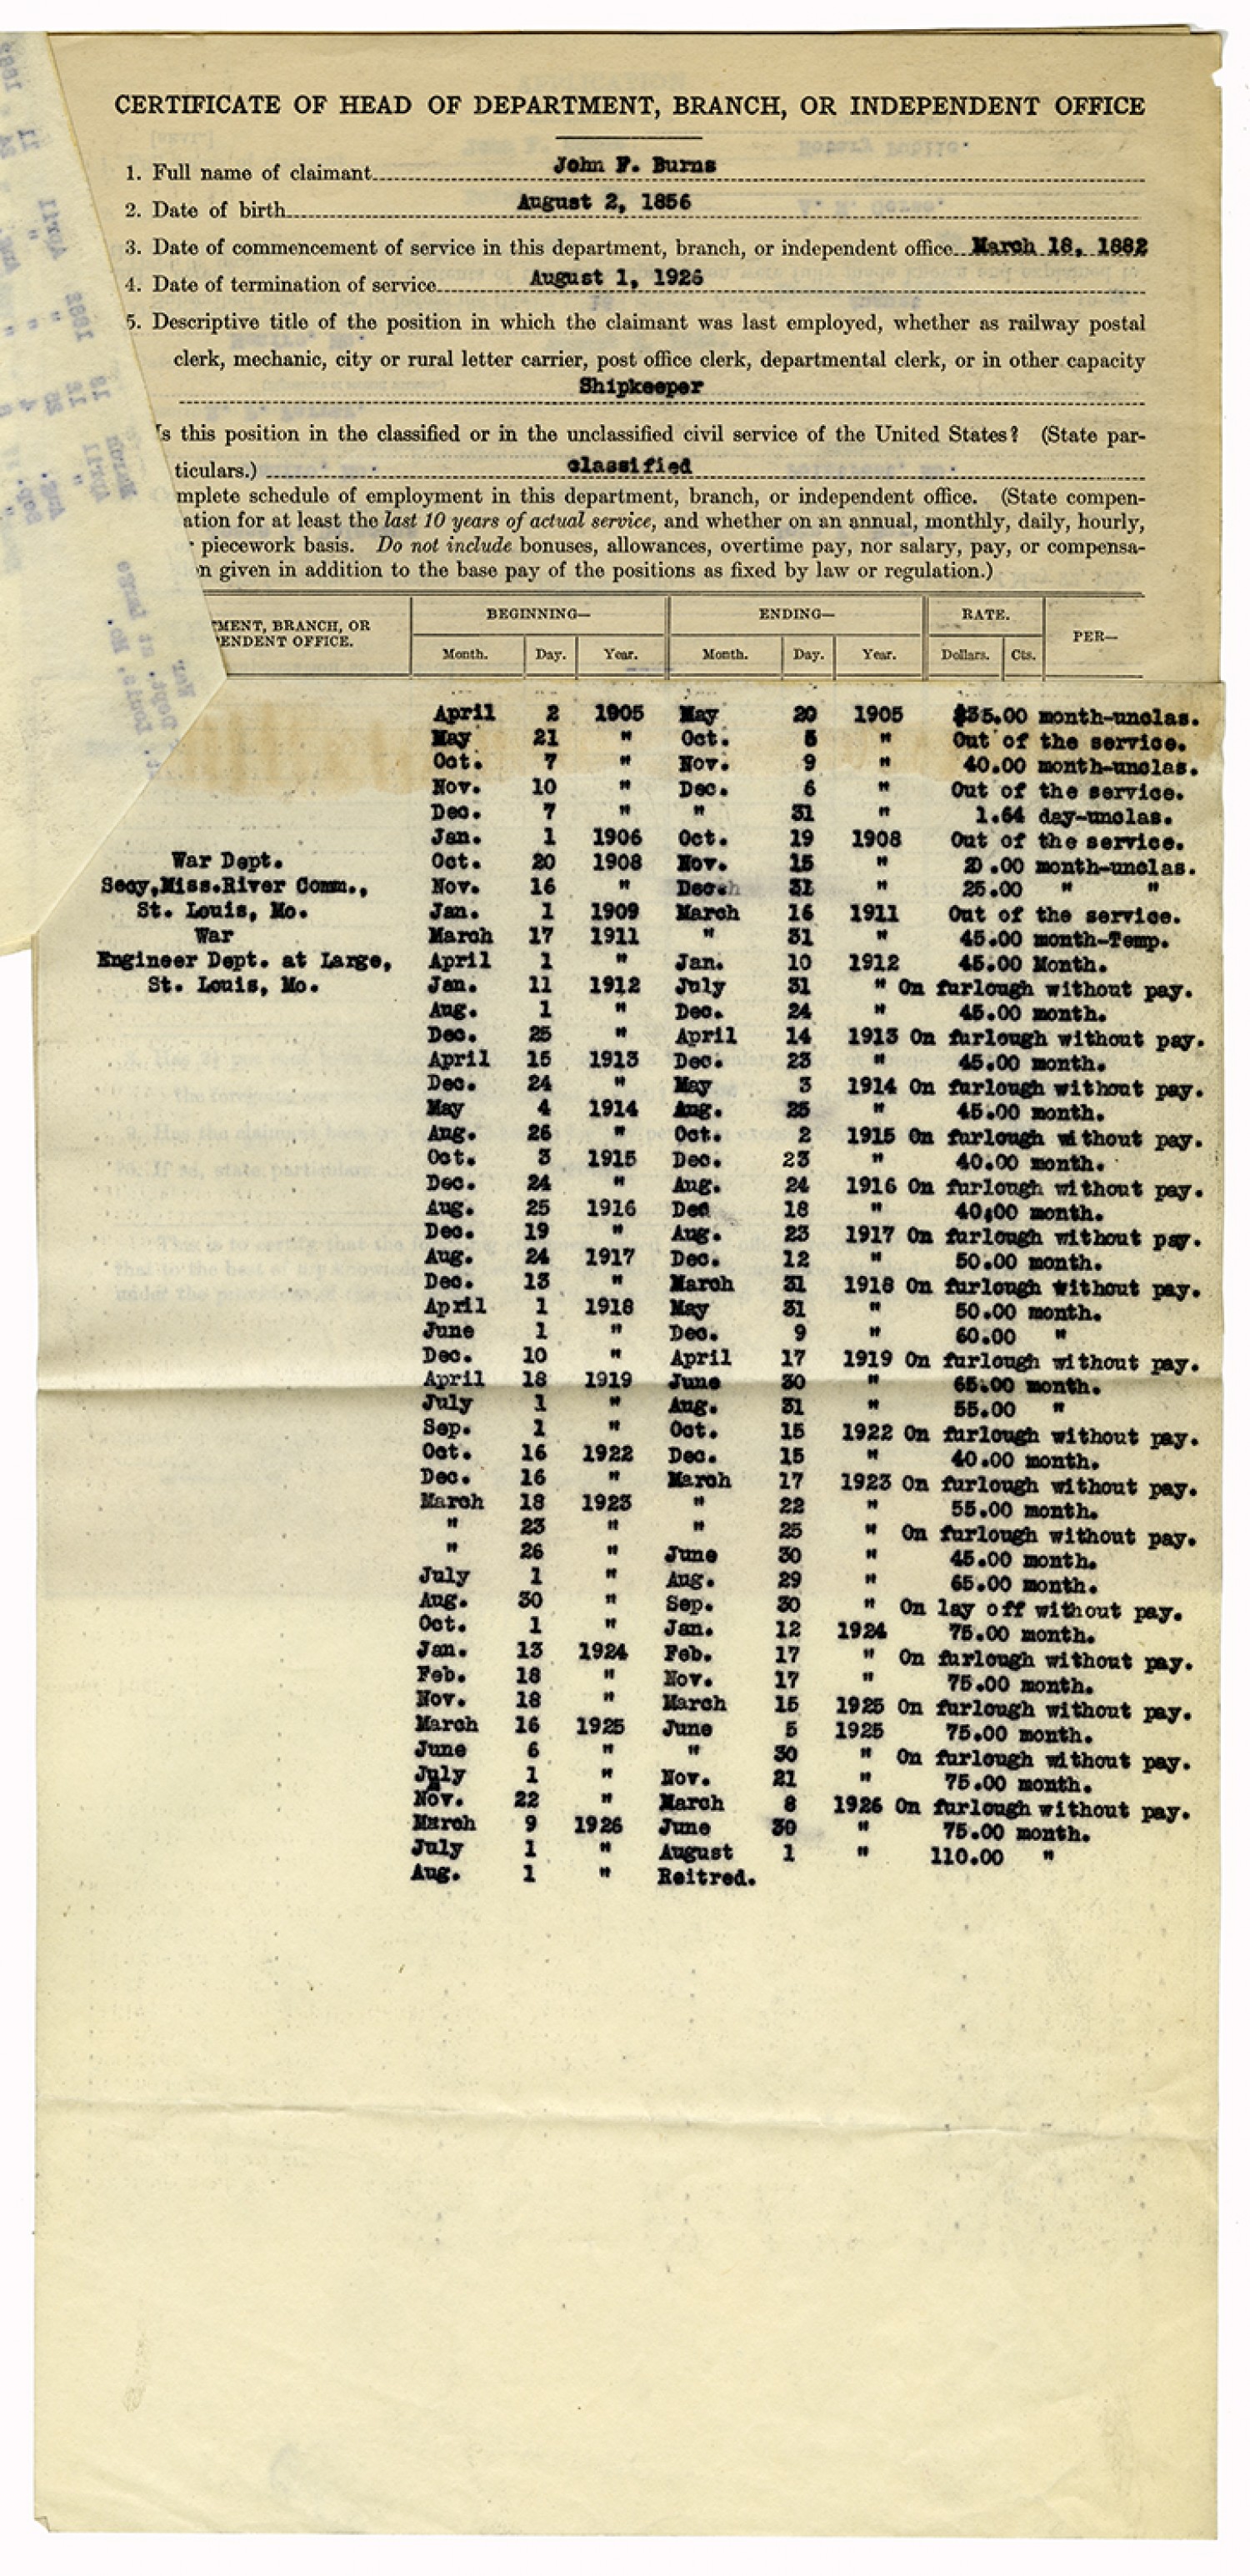 CERTIFICATE OF HEAD OF DEPARTMENT, BRANCH, OR INDEPENDENT OFFICE
1. Full name of claimant John F. Burns
2. Date of birth August 2, 1856
3. Date of commencement of service in this department, branch, or independent office March 18, 1882
4. Date of termination of service August 1, 1926
5. Descriptive title of the position in which the claimant was last employed, whether as railway postal
clerk, mechanic, city or rural letter carrier, post office clerk, departmental clerk, or in other capacity
Shipkeeper
s this position in the classified or in the unclassified civil service of the United States? (State par-
ticulars.) classified
mplete schedule of employment in this department, branch, or independent office. (State compen-
ation for at least the last 10 years of actual service, and whether on an annual, monthly, daily, hourly,
piecework basis. Do not include bonuses, allowances, overtime pay, nor salary, pay, or compensa-
n given in addition to the base pay of the positions as fixed by law or regulation.)
MENT, BRANCH, OR PENDENT OFFICE. BEGINNING— ENDING— RATE. PER—
Month. Day. Year. Month. Day. Year. Dollars. Cts.
April 2 1905 May 20 1905 $35.00 month-unclas.
May 21 " Oct. 6 " Out of the service.
Oct. 7 " Nov. 9 " 40.00 month-unclas.
Nov. 10 " Dec. 6 " Out of the service.
Dec. 7 " " 31 " 1.64 day-unclas.
Jan. 1 1906 Oct. 19 1908 Out of the service.
War Dept. Oct. 20 1908 Nov. 15 " 20.00 month-unclas.
Secy,Miss.River Comm., Nov. 16 " Dec. 31 " 25.00 " "
St. Louis, Mo. Jan. 1 1909 March 16 1911 Out of the service.
War March 17 1911 " 31 " 45.00 month-Temp.
Engineer Dept. at Large, April 1 " Jan. 10 1912 45.00 Month.
St. Louis, Mo. Jan. 11 1912 July 31 " On furlough without pay.
Aug. 1 " Dec. 24 " 45.00 month.
Dec. 25 " April 14 1913 On furlough without pay.
April 15 1913 Dec. 23 " 45.00 month.
Dec. 24 " May 3 1914 On furlough without pay.
May 4 1914 Aug. 25 " 45.00 month.
Aug. 26 " Oct. 2 1915 On furlough without pay.
Oct. 3 1915 Dec. 23 " 40.00 month.
Dec. 24 " Aug. 24 1916 On furlough without pay.
Aug. 25 1916 Dec 18 " 40.00 month.
Dec. 19 " Aug. 23 1917 On furlough without pay.
Aug. 24 1917 Dec. 12 " 50.00 month.
Dec. 13 " March 31 1918 On furlough without pay.
April 1 1918 May 31 " 50.00 month.
June 1 " Dec. 9 " 60.00 "
Dec. 10 " April 17 1919 On furlough without pay.
April 18 1919 June 30 " 65.00 month.
July 1 " Aug. 31 " 55.00 "
Sep. 1 " Oct. 15 1922 On furlough without pay.
Oct. 16 1922 Dec. 15 " 40.00 month.
Dec. 16 " March 17 1923 On furlough without pay.
March 18 1923 " 22 " 55.00 month.
" 23 " " 25 " On furlough without pay.
" 26 " June 30 " 45.00 month.
July 1 " Aug. 29 " 65.00 month.
Aug. 30 " Sep. 30 " On lay off without pay.
Oct. 1 " Jan. 12 1924 75.00 month.
Jan. 13 1924 Feb. 17 " On furlough without pay.
Feb. 18 " Nov. 17 " 75.00 month.
Nov. 18 " March 15 1925 On furlough without pay.
March 16 1925 June 5 1925 75.00 month.
June 6 " " 30 " On furlough without pay.
July 1 " Nov. 21 " 75.00 month.
Nov. 22 " March 8 1926 On furlough without pay.
March 9 1926 June 30 " 75.00 month.
July 1 " August 1 " 110.00 "
Aug. 1 " Reitred.